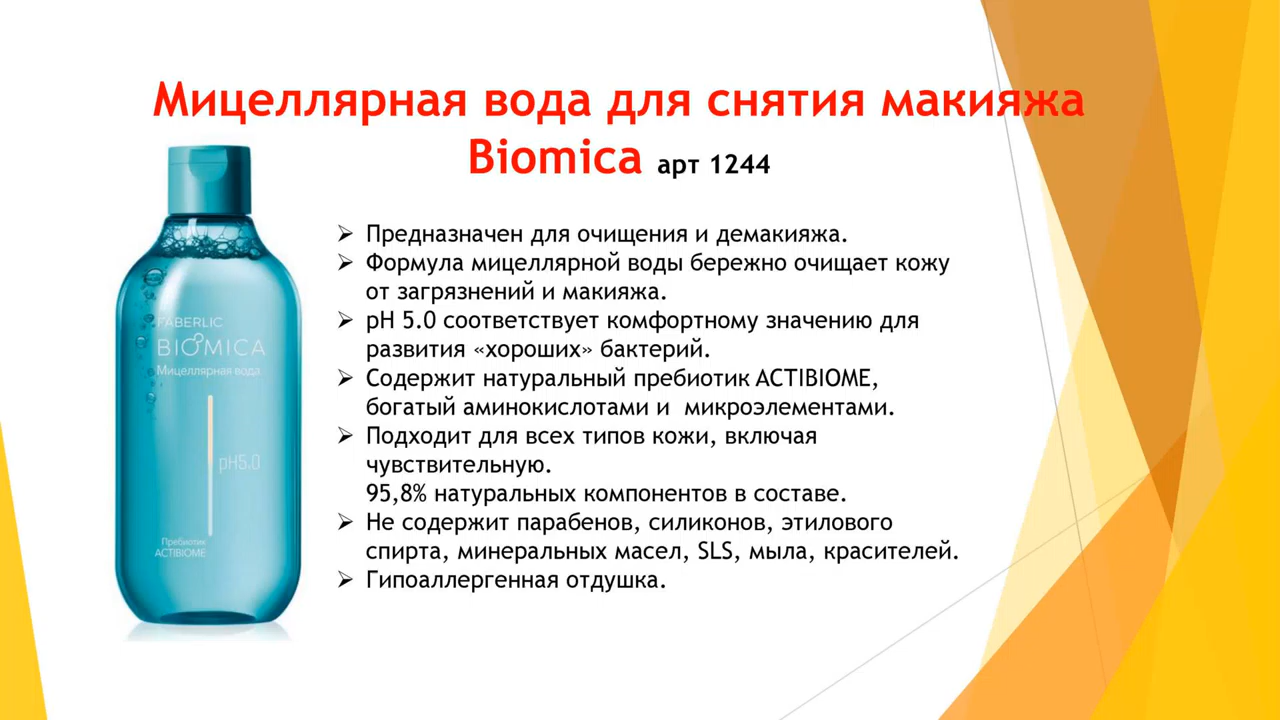 Мицеллярная вода для снятия макияжа
Biomica арт 1244
FABERLIC
BIOMICA
Мицеллярная вода
pH5.0
Пребиотик
ACTIBIOME
➢ Предназначен для очищения и демакияжа.
➢ Формула мицеллярной воды бережно очищает кожу
от загрязнений и макияжа.
➢ pH 5.0 соответствует комфортному значению для
развития «хороших» бактерий.
➢ Содержит натуральный пребиотик ACTIBIOME,
богатый аминокислотами и микроэлементами.
➢ Подходит для всех типов кожи, включая
чувствительную.
95,8% натуральных компонентов в составе.
➢ Не содержит парабенов, силиконов, этилового
спирта, минеральных масел, SLS, мыла, красителей.
➢ Гипоаллергенная отдушка.